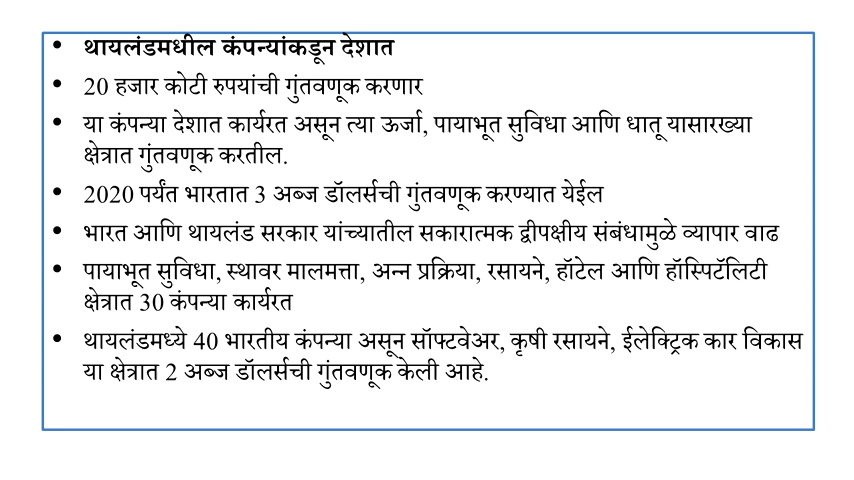 • थायलंडमधील कंपन्यांकडून देशात
• 20 हजार कोटी रुपयांची गुंतवणूक करणार
• या कंपन्या देशात कार्यरत असून त्या ऊर्जा, पायाभूत सुविधा आणि धातू यासारख्या
क्षेत्रात गुंतवणूक करतील.
• 2020 पर्यंत भारतात 3 अब्ज डॉलर्सची गुंतवणूक करण्यात येईल
• भारत आणि थायलंड सरकार यांच्यातील सकारात्मक द्वीपक्षीय संबंधामुळे व्यापार वाढ
• पायाभूत सुविधा, स्थावर मालमत्ता, अन्न प्रक्रिया, रसायने, हॉटेल आणि हॉस्पिटॅलिटी
क्षेत्रात 30 कंपन्या कार्यरत
• थायलंडमध्ये 40 भारतीय कंपन्या असून सॉफ्टवेअर, कृषी रसायने, ईलेक्ट्रिक कार विकास
या क्षेत्रात 2 अब्ज डॉलर्सची गुंतवणूक केली आहे.